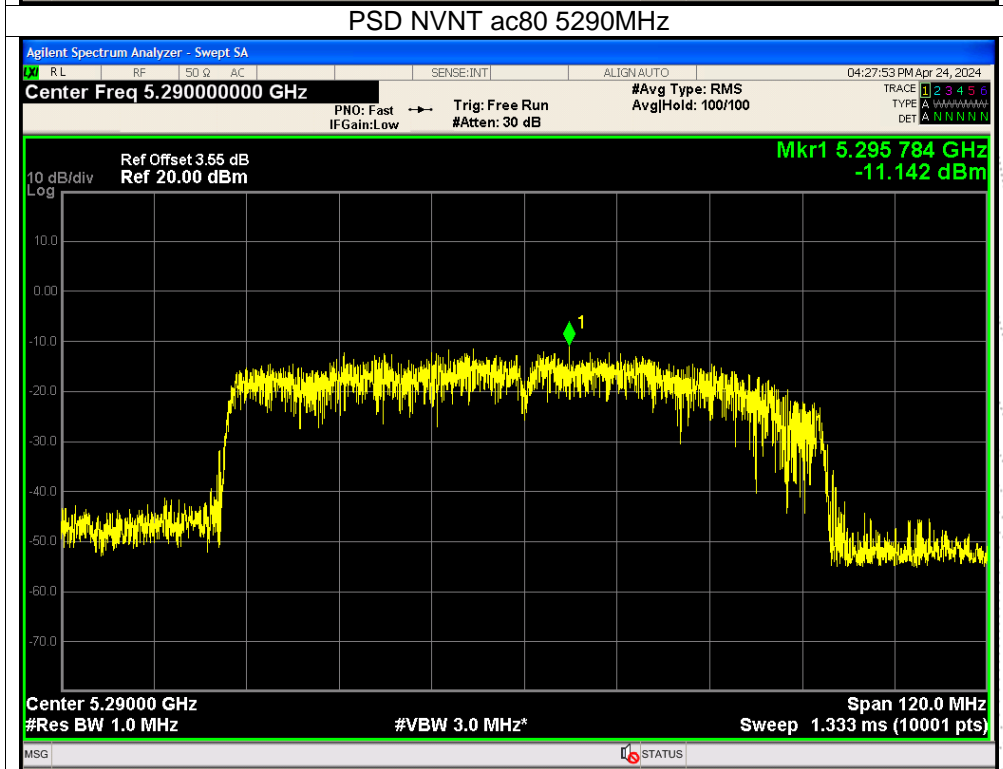 PSD NVNT ac80 5290MHz
Agilent Spectrum Analyzer - Swept SA
LXI RL RF 50 Ω AC SENSE:INT ALIGN AUTO 04:27:53 PM Apr 24, 2024
Center Freq 5.290000000 GHz #Avg Type: RMS TRACE 1 2 3 4 5 6
PNO: Fast Trig: Free Run Avg|Hold: 100/100 TYPE A WWWWW
IFGain:Low #Atten: 30 dB DET A N N N N N
Mkr1 5.295 784 GHz
Ref Offset 3.55 dB
10 dB/div Ref 20.00 dBm -11.142 dBm
Log
10.0
0.00
1
-10.0
-20.0
-30.0
-40.0
-50.0
-60.0
-70.0
Center 5.29000 GHz Span 120.0 MHz
#Res BW 1.0 MHz #VBW 3.0 MHz* Sweep 1.333 ms (10001 pts)
MSG STATUS